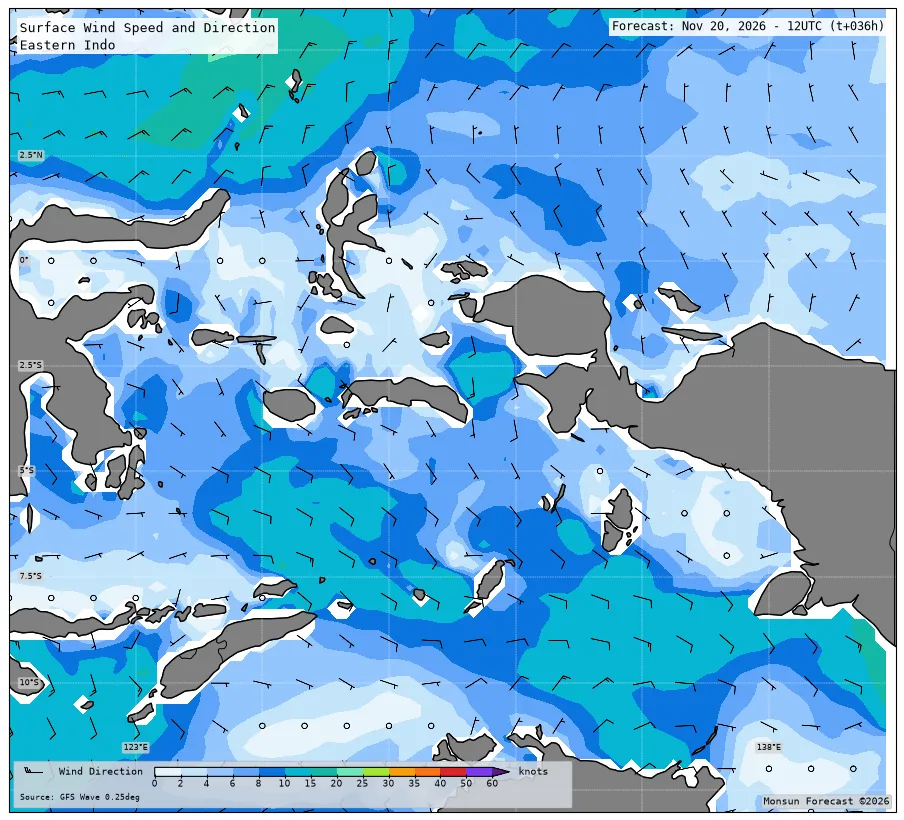 Surface Wind Speed and Direction
Eastern Indo
Forecast: Nov 20, 2026 - 12UTC (t+036h)
2.5°N
0°
2.5°S
5°S
7.5°S
10°S
123°E
138°E
Wind Direction
knots
0 2 4 6 8 10 15 20 25 30 35 40 50 60
Source: GFS Wave 0.25deg
Monsun Forecast ©2026